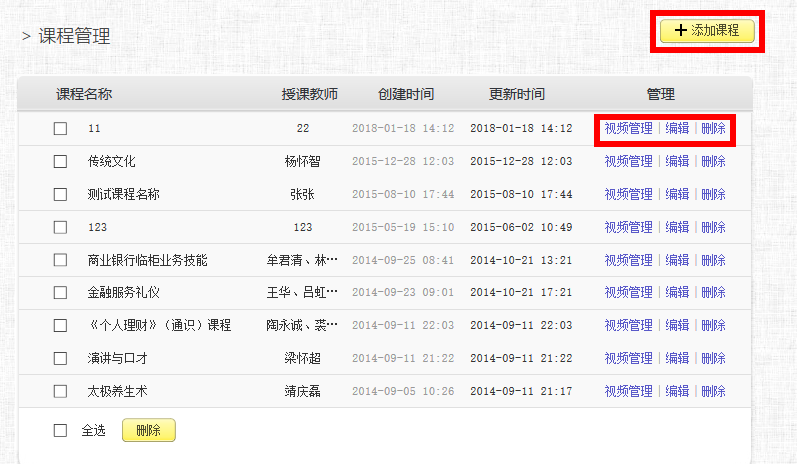 > 课程管理
+ 添加课程
课程名称 授课教师 创建时间 更新时间 管理
11 22 2018-01-18 14:12 2018-01-18 14:12 视频管理 | 编辑 | 删除
传统文化 杨怀智 2015-12-28 12:03 2015-12-28 12:03 视频管理 | 编辑 | 删除
测试课程名称 张张 2015-08-10 17:44 2015-08-10 17:44 视频管理 | 编辑 | 删除
123 123 2015-05-19 15:10 2015-06-02 10:49 视频管理 | 编辑 | 删除
商业银行临柜业务技能 牟君清、林… 2014-09-25 08:41 2014-10-21 13:21 视频管理 | 编辑 | 删除
金融服务礼仪 王华、吕虹… 2014-09-23 09:01 2014-10-21 17:21 视频管理 | 编辑 | 删除
《个人理财》（通识）课程 陶永诚、裘… 2014-09-11 22:03 2014-09-11 22:03 视频管理 | 编辑 | 删除
演讲与口才 梁怀超 2014-09-11 21:22 2014-09-11 21:22 视频管理 | 编辑 | 删除
太极养生术 靖庆磊 2014-09-05 10:26 2014-09-11 21:17 视频管理 | 编辑 | 删除
全选 删除